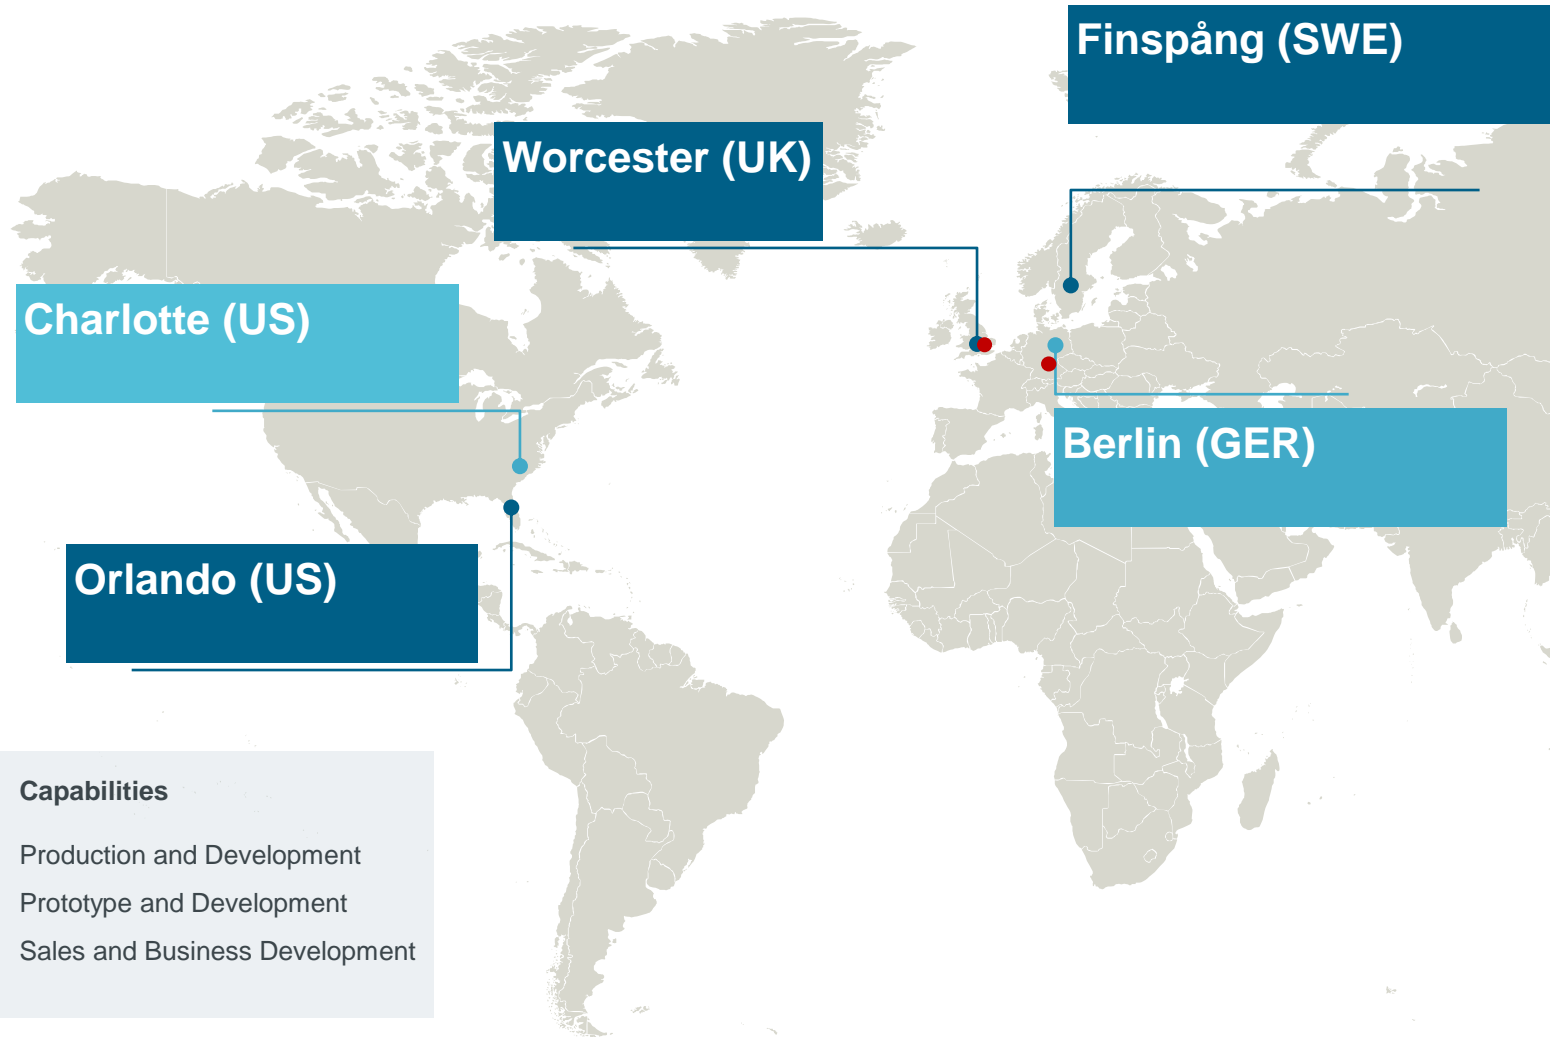 Finspång (SWE)
Worcester (UK)
Charlotte (US)
Berlin (GER)
Orlando (US)
Capabilities
Production and Development
Prototype and Development
Sales and Business Development